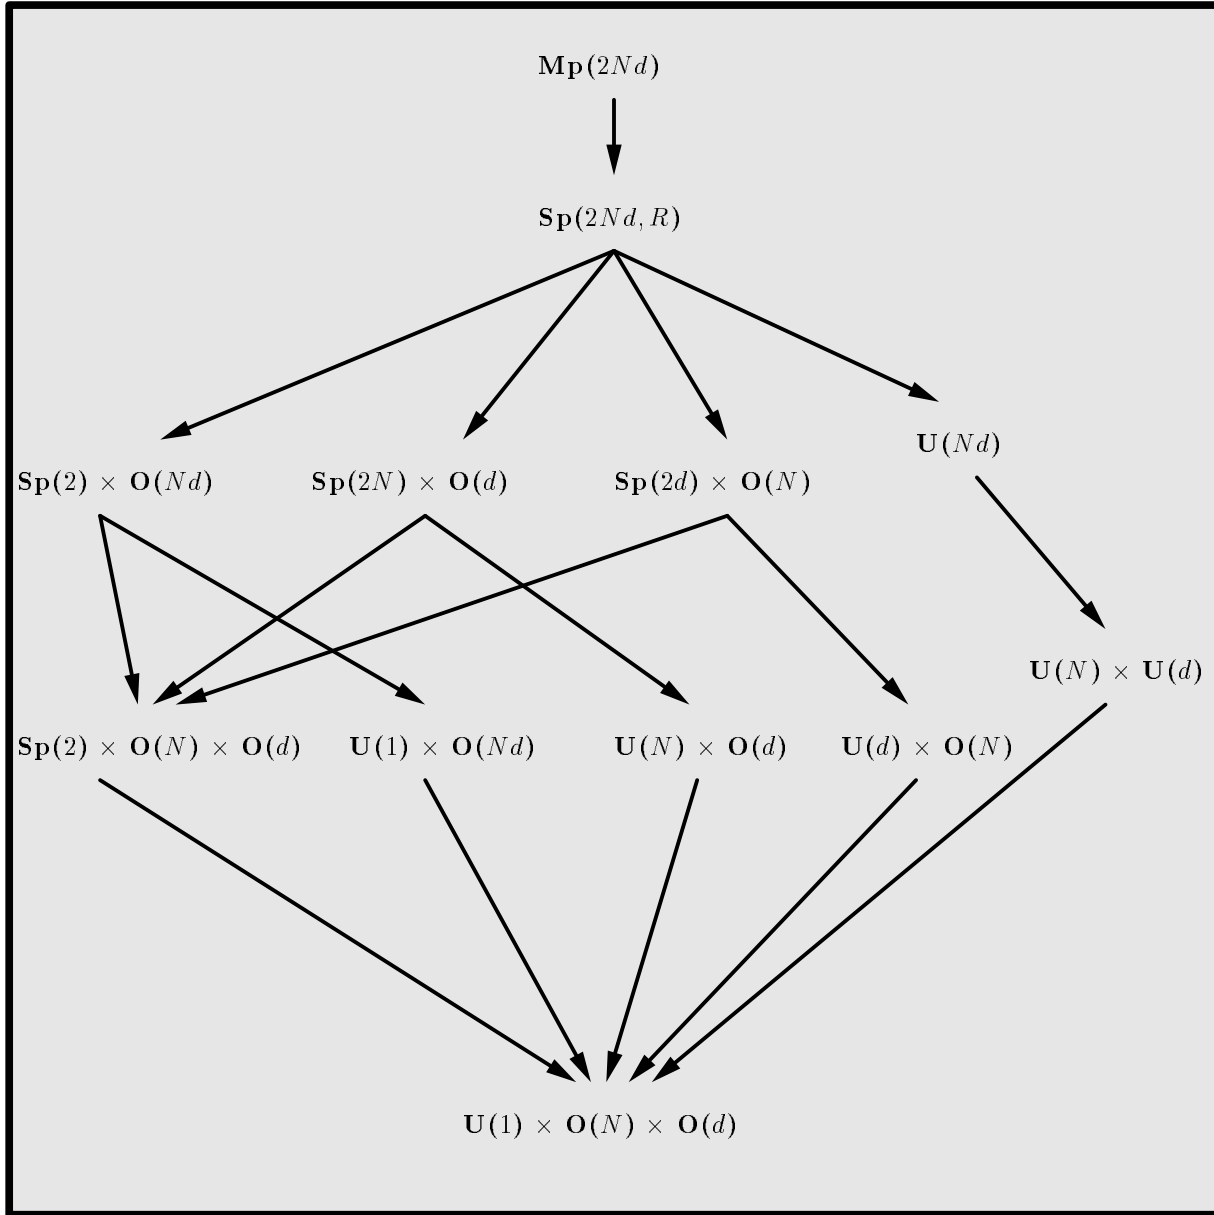 Mp(2Nd)
Sp(2Nd, R)
U(Nd)
Sp(2) × O(Nd) Sp(2N) × O(d) Sp(2d) × O(N)
U(N) × U(d)
Sp(2) × O(N) × O(d) U(1) × O(Nd) U(N) × O(d) U(d) × O(N)
U(1) × O(N) × O(d)